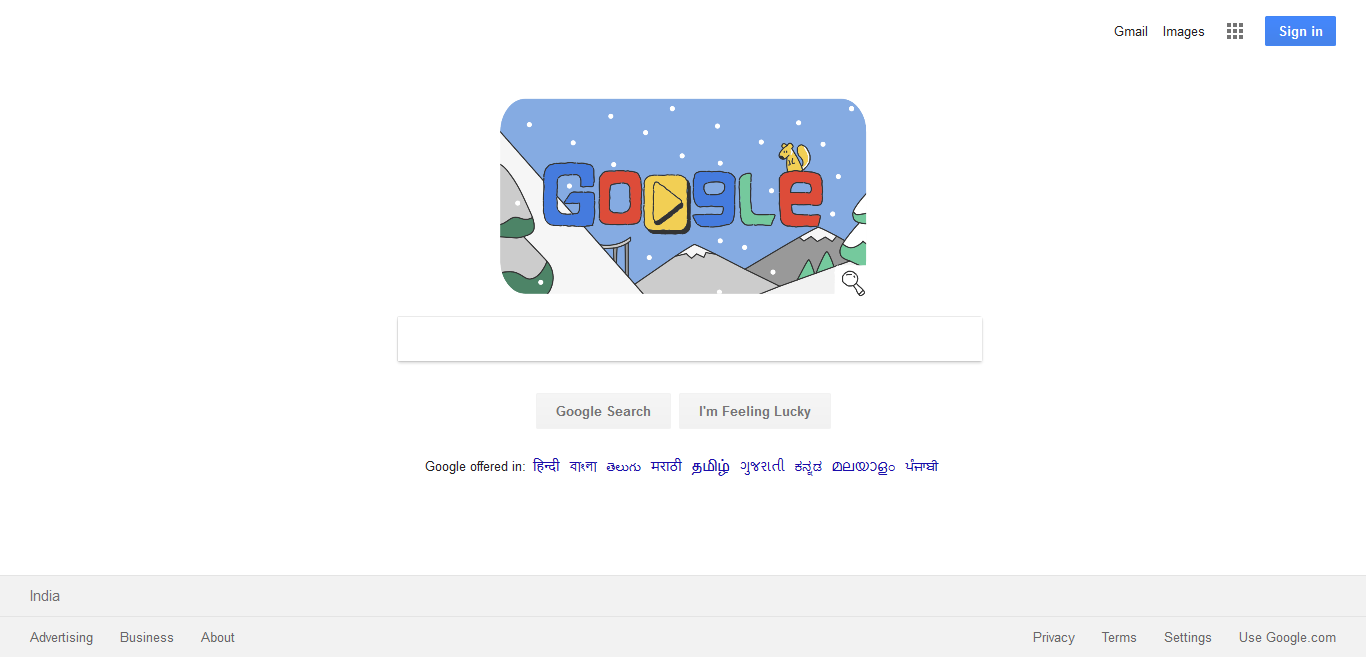 Gmail Images Sign in
Google
Google Search I'm Feeling Lucky
Google offered in: हिन्दी বাংলা తెలుగు मराठी தமிழ் ગુજરાતી ಕನ್ನಡ മലയാളം ਪੰਜਾਬੀ
India
Advertising Business About Privacy Terms Settings Use Google.com